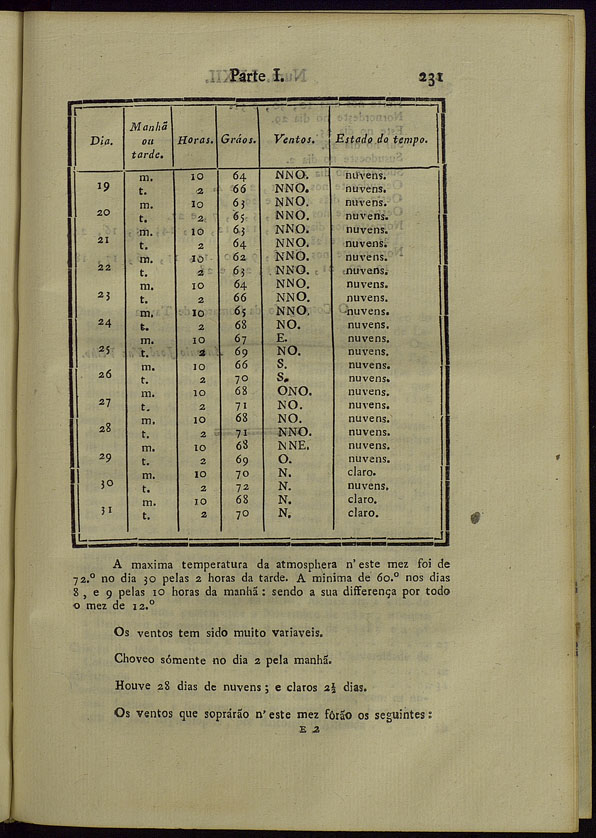 Parte I.
231
Dia. Manhã ou tarde. Horas. Gráos. Ventos. Estado do tempo.
19 m. 10 64 NNO. nuvens.
t. 2 66 NNO. nuvens.
20 m. 10 63 NNO. nuvens.
t. 2 65 NNO. nuvens.
21 m. 10 63 NNO. nuvens.
t. 2 64 NNO. nuvens.
22 m. 10 62 NNO. nuvens.
t. 2 63 NNO. nuvens.
23 m. 10 64 NNO. nuvens.
t. 2 66 NNO. nuvens.
24 m. 10 65 NNO. nuvens.
t. 2 68 NO. nuvens.
25 m. 10 67 E. nuvens.
t. 2 69 NO. nuvens.
26 m. 10 66 S. nuvens.
t. 2 70 S. nuvens.
27 m. 10 68 ONO. nuvens.
t. 2 71 NO. nuvens.
28 m. 10 68 NO. nuvens.
t. 2 71 NNO. nuvens.
29 m. 10 68 NNE. nuvens.
t. 2 69 O. nuvens.
30 m. 10 70 N. claro.
t. 2 72 N. nuvens.
31 m. 10 68 N. claro.
t. 2 70 N. claro.
A maxima temperatura da atmosphera n'este mez foi de
72.° no dia 30 pelas 2 horas da tarde. A minima de 60.° nos dias
8, e 9 pelas 10 horas da manhã: sendo a sua differença por todo
o mez de 12.°
Os ventos tem sido muito variaveis.
Choveo sómente no dia 2 pela manhã.
Houve 28 dias de nuvens; e claros 2½ dias.
Os ventos que soprárão n'este mez fôrão os seguintes:
E 2